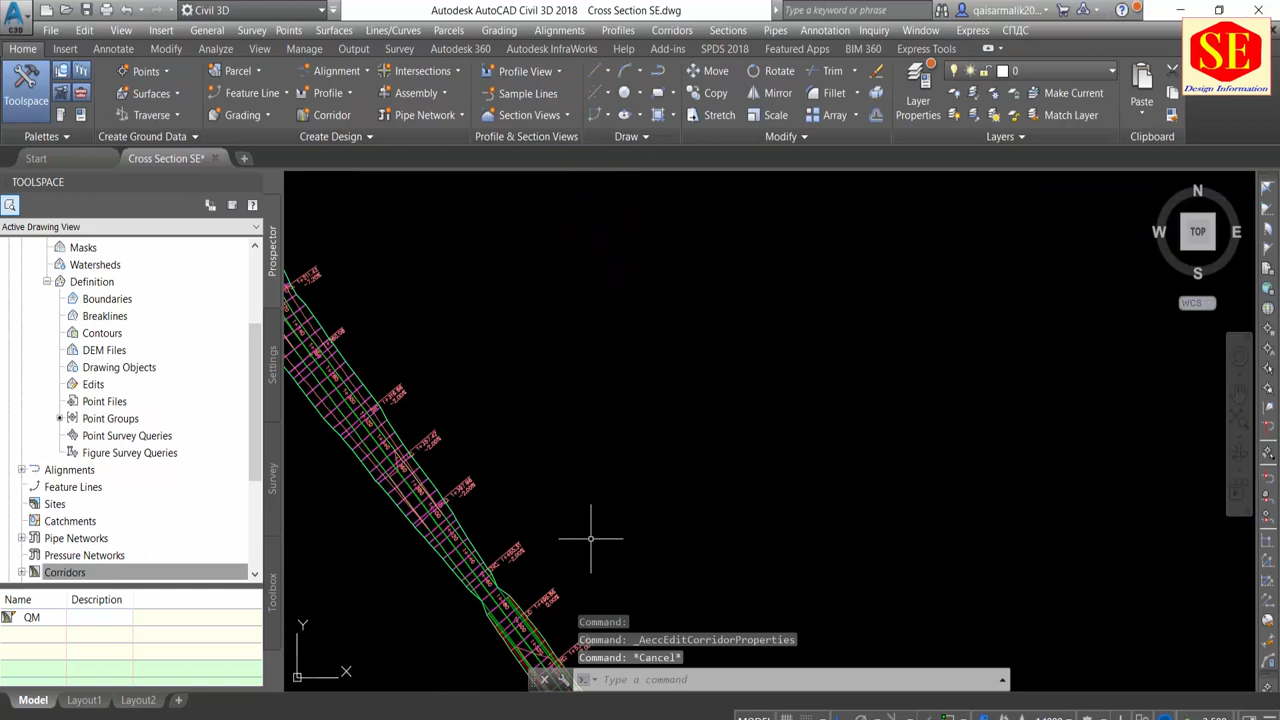 Civil 3D
Autodesk AutoCAD Civil 3D 2018 Cross Section SE.dwg
Type a keyword or phrase
qaisarmalik20...
File Edit View Insert General Survey Points Surfaces Lines/Curves Parcels Grading Alignments Profiles Corridors Sections Pipes Annotation Inquiry Window Express СПДС
Home Insert Annotate Modify Analyze View Manage Output Survey Autodesk 360 Autodesk InfraWorks Help Add-ins SPDS 2018 Featured Apps BIM 360 Express Tools
SE
Design Information
Points Parcel Alignment Intersections Profile View Move Rotate Trim 0
Toolspace Surfaces Feature Line Profile Assembly Sample Lines Copy Mirror Fillet Layer Properties Make Current Paste
Traverse Grading Corridor Pipe Network Section Views Stretch Scale Array Match Layer
Palettes Create Ground Data Create Design Profile & Section Views Draw Modify Layers Clipboard
Start Cross Section SE*
TOOLSPACE
Active Drawing View
Masks
Watersheds
Definition
Boundaries
Breaklines
Contours
DEM Files
Drawing Objects
Edits
Point Files
Point Groups
Point Survey Queries
Figure Survey Queries
Alignments
Feature Lines
Sites
Catchments
Pipe Networks
Pressure Networks
Corridors
Name Description
QM
Prospector
Settings
Survey
Toolbox
N
W TOP E
S
WCS
Y
X
Command:
Command: _AeccEditCorridorProperties
Command: *Cancel*
Type a command
Model Layout1 Layout2 +
MODEL